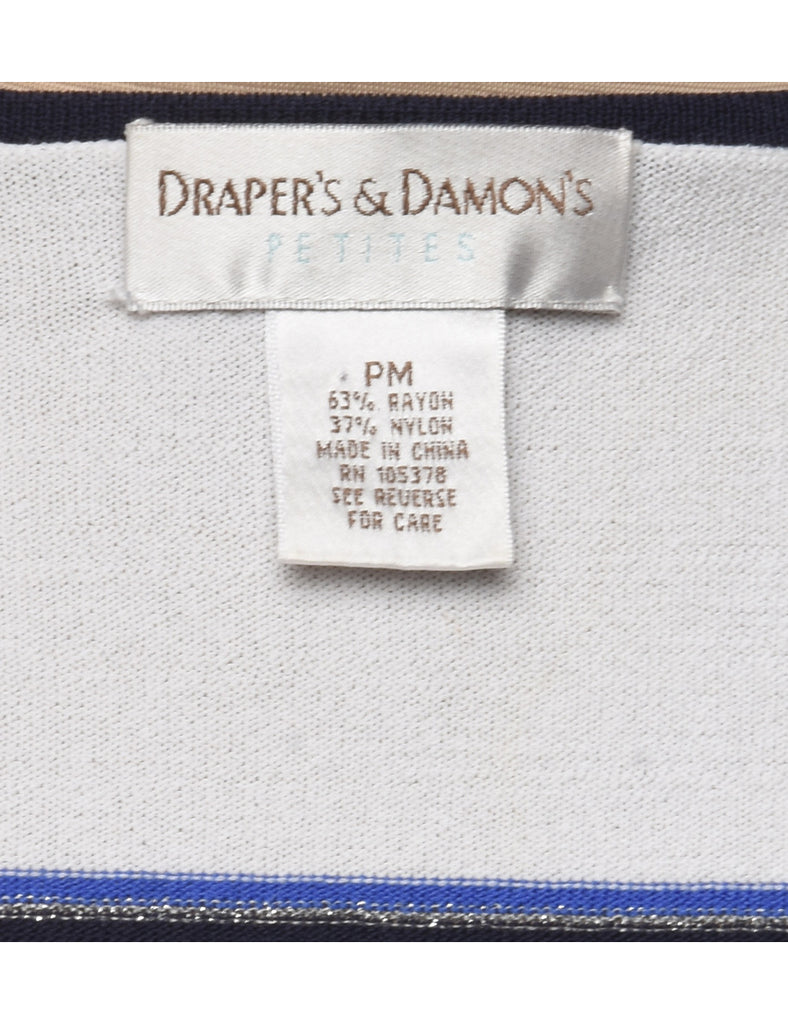 DRAPER'S & DAMON'S
PETITES
PM
63% RAYON
37% NYLON
MADE IN CHINA
RN 105378
SEE REVERSE
FOR CARE